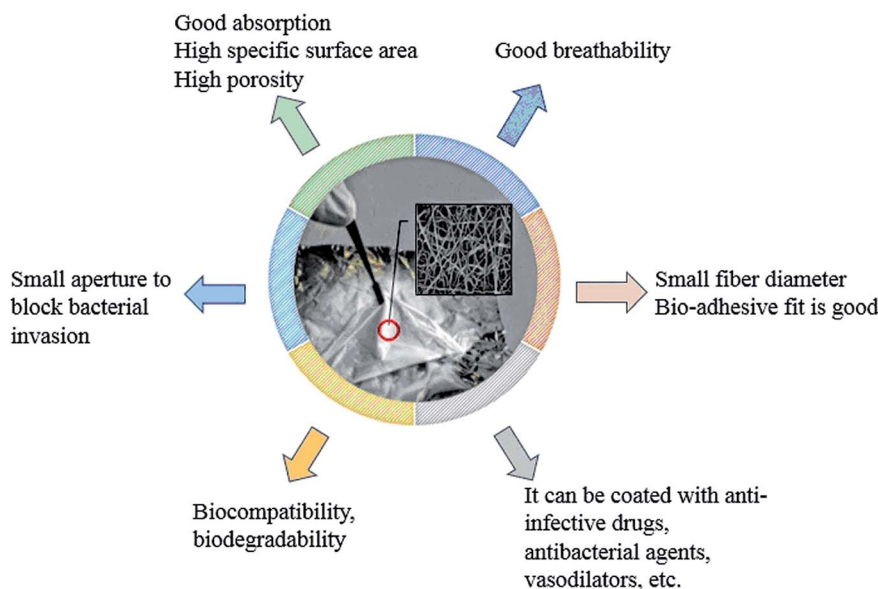 Good absorption
High specific surface area
High porosity
Good breathability
Small aperture to
block bacterial
invasion
Small fiber diameter
Bio-adhesive fit is good
Biocompatibility,
biodegradability
It can be coated with anti-
infective drugs,
antibacterial agents,
vasodilators, etc.